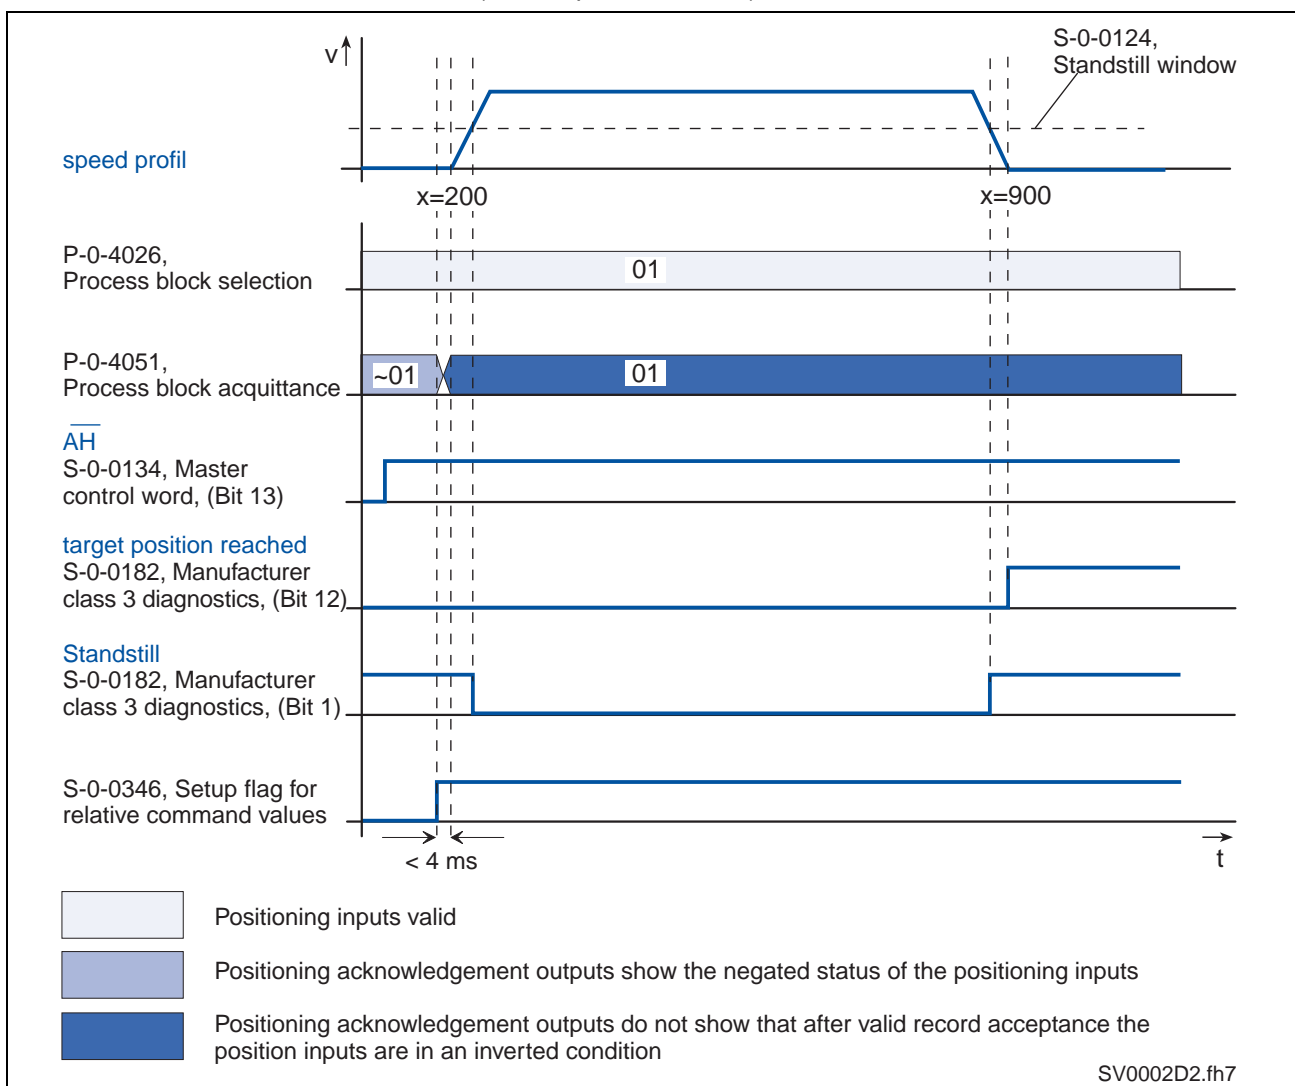 v
S-0-0124,
Standstill window
speed profil
x=200
x=900
P-0-4026,
Process block selection
01
P-0-4051,
Process block acquittance
~01
01
AH
S-0-0134, Master
control word, (Bit 13)
target position reached
S-0-0182, Manufacturer
class 3 diagnostics, (Bit 12)
Standstill
S-0-0182, Manufacturer
class 3 diagnostics, (Bit 1)
S-0-0346, Setup flag for
relative command values
< 4 ms
t
Positioning inputs valid
Positioning acknowledgement outputs show the negated status of the positioning inputs
Positioning acknowledgement outputs do not show that after valid record acceptance the
position inputs are in an inverted condition
SV0002D2.fh7